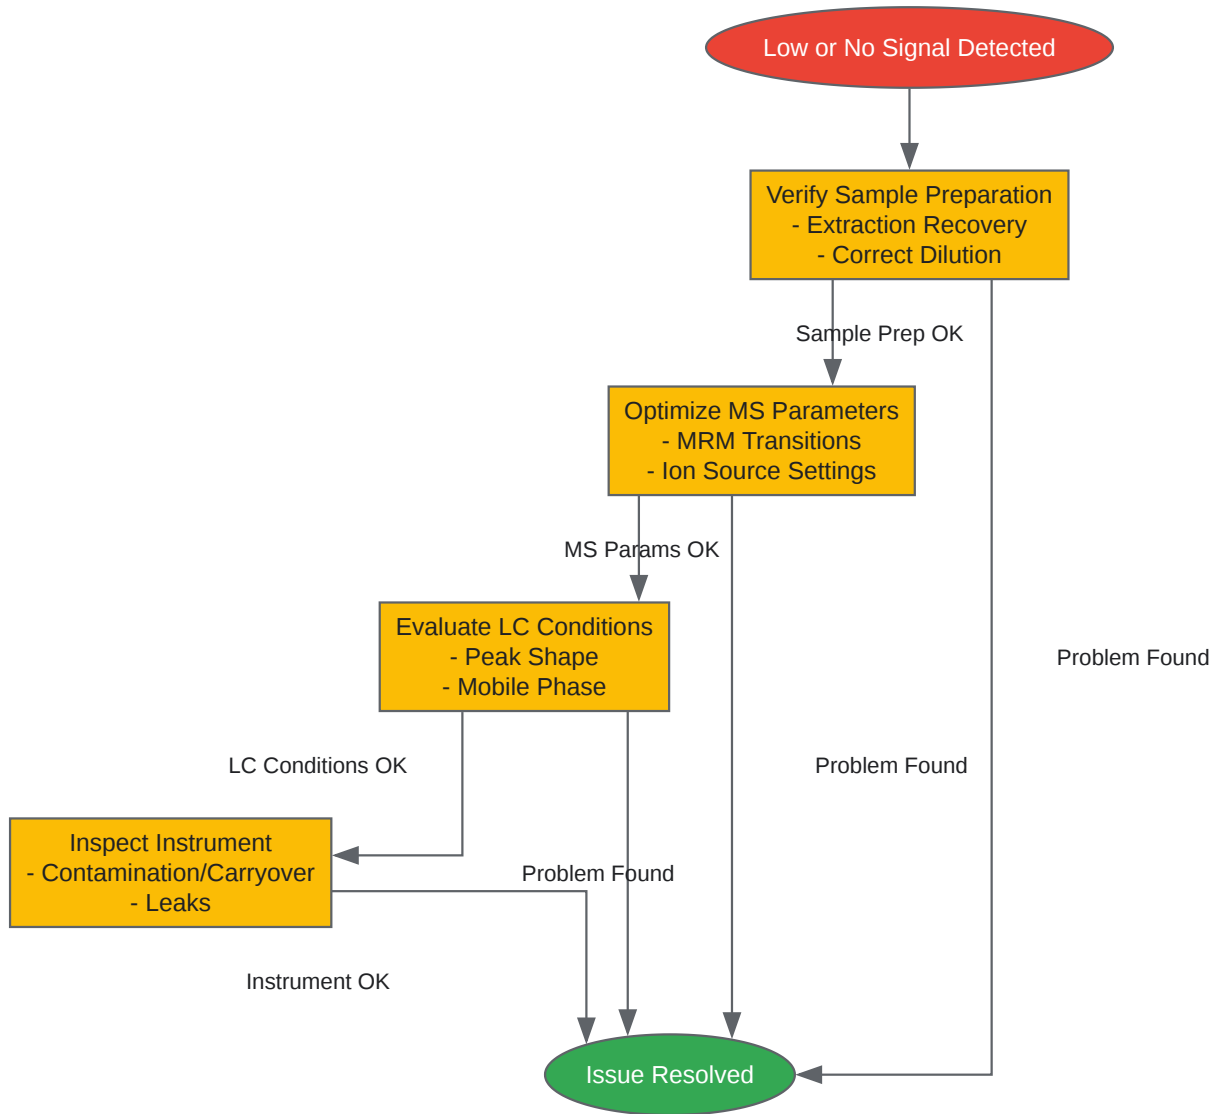 Low or No Signal Detected
Verify Sample Preparation
- Extraction Recovery
- Correct Dilution
Sample Prep OK
Optimize MS Parameters
- MRM Transitions
- Ion Source Settings
MS Params OK
Evaluate LC Conditions
- Peak Shape
- Mobile Phase
Problem Found
LC Conditions OK
Problem Found
Inspect Instrument
- Contamination/Carryover
- Leaks
Problem Found
Instrument OK
Issue Resolved